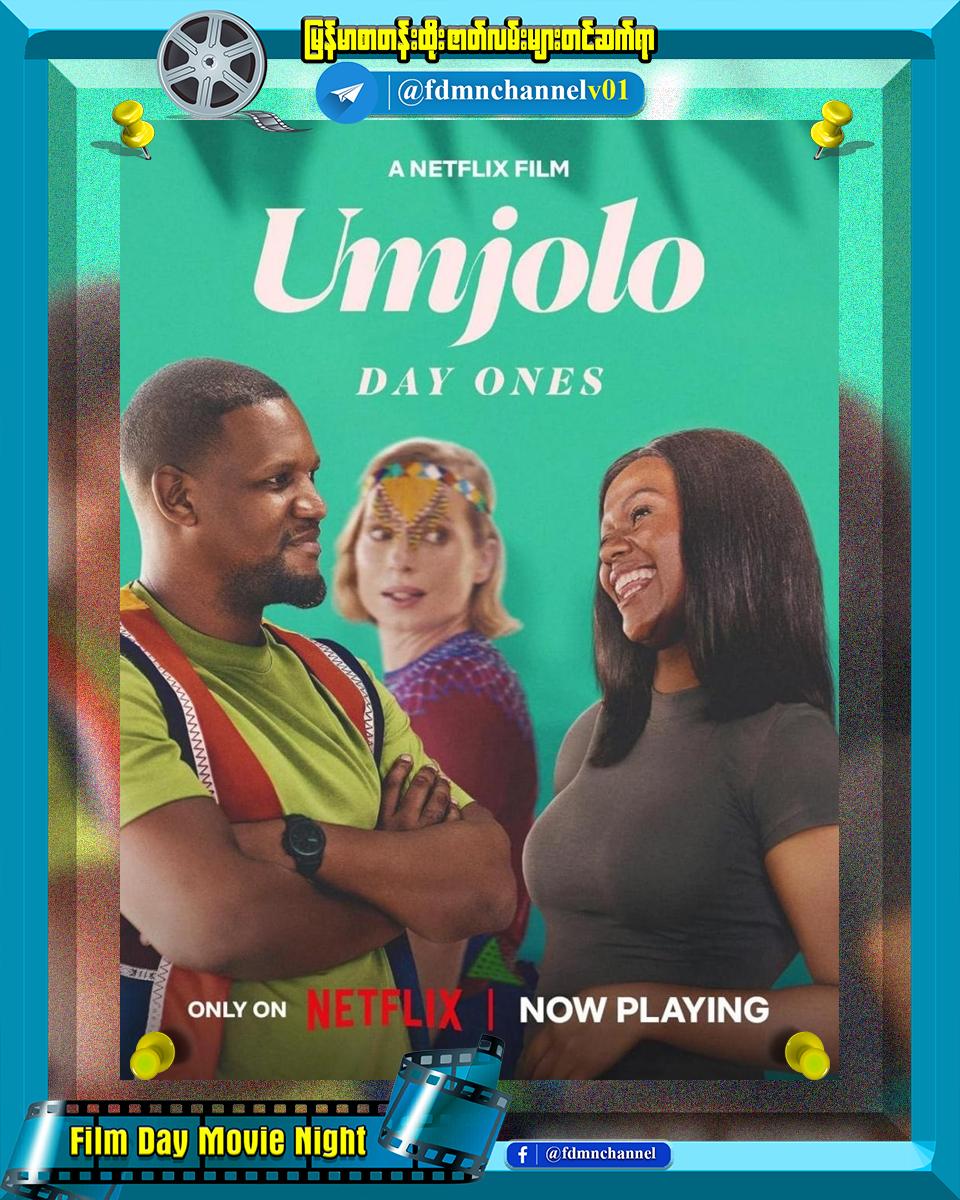 မြန်မာစာတန်းထိုးဇာတ်လမ်းများတင်ဆက်ရာ
@fdmnchannelv01
A NETFLIX FILM
Umjolo
DAY ONES
ONLY ON NETFLIX | NOW PLAYING
Film Day Movie Night
@fdmnchannel